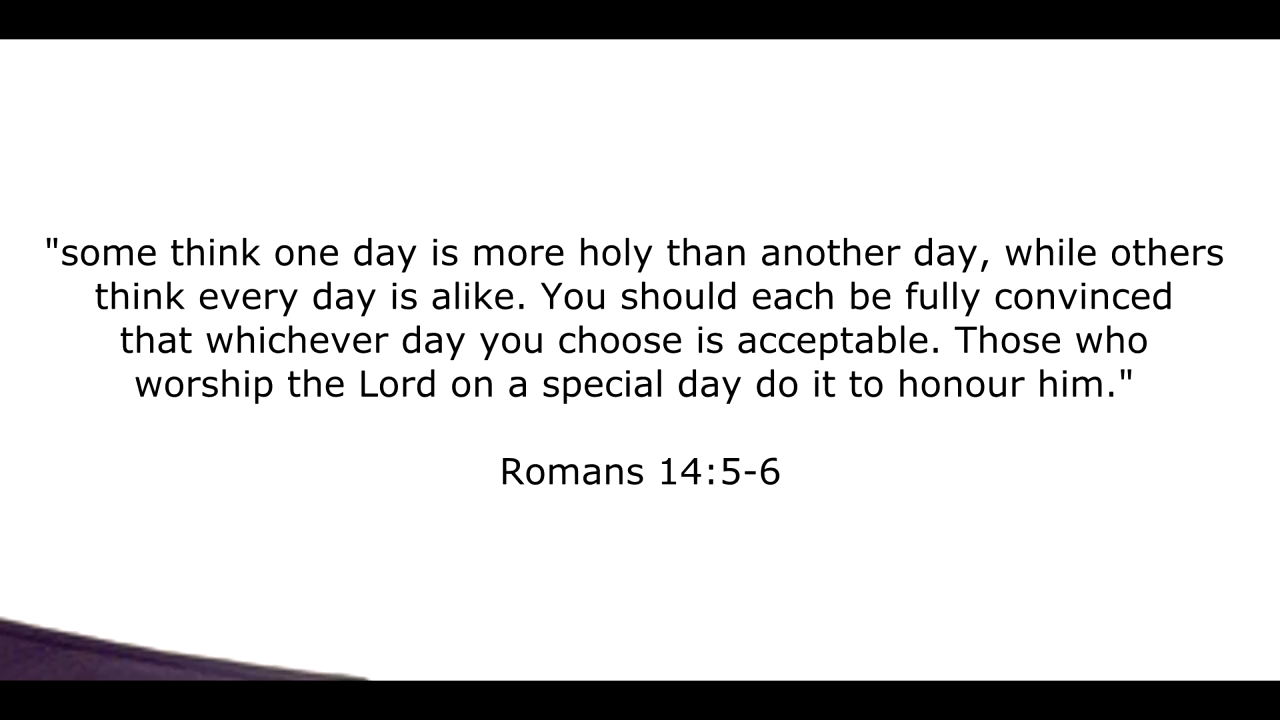 "some think one day is more holy than another day, while others
think every day is alike. You should each be fully convinced
that whichever day you choose is acceptable. Those who
worship the Lord on a special day do it to honour him."
Romans 14:5-6